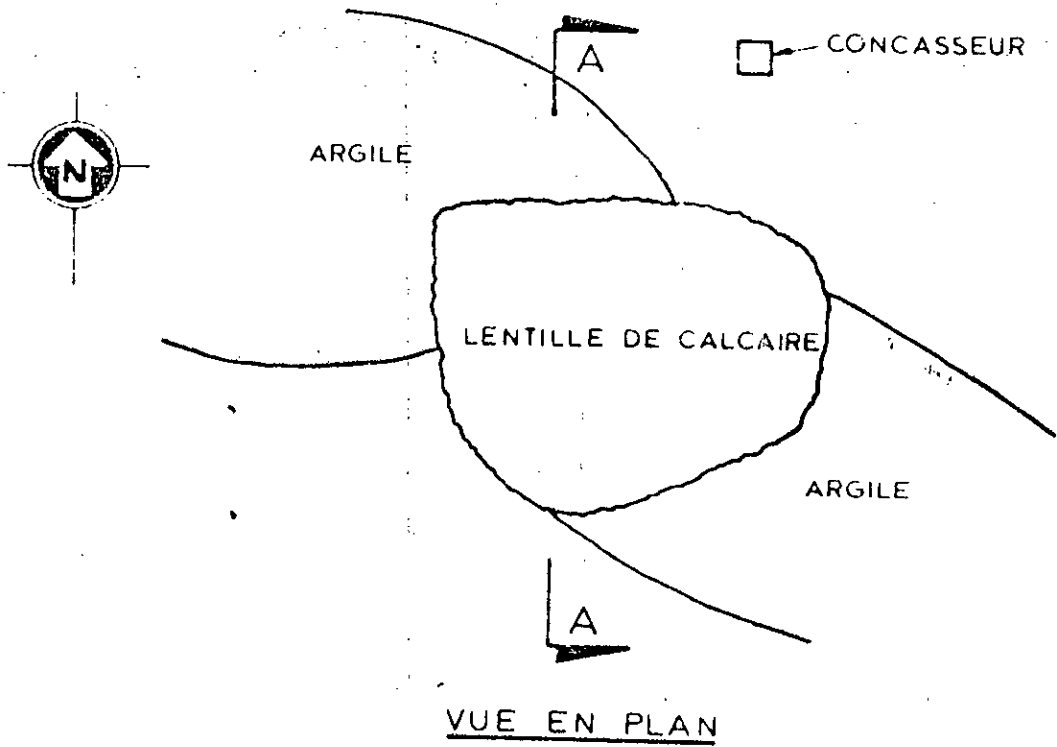 A
CONCASSEUR
N
ARGILE
LENTILLE DE CALCAIRE
ARGILE
A
VUE EN PLAN